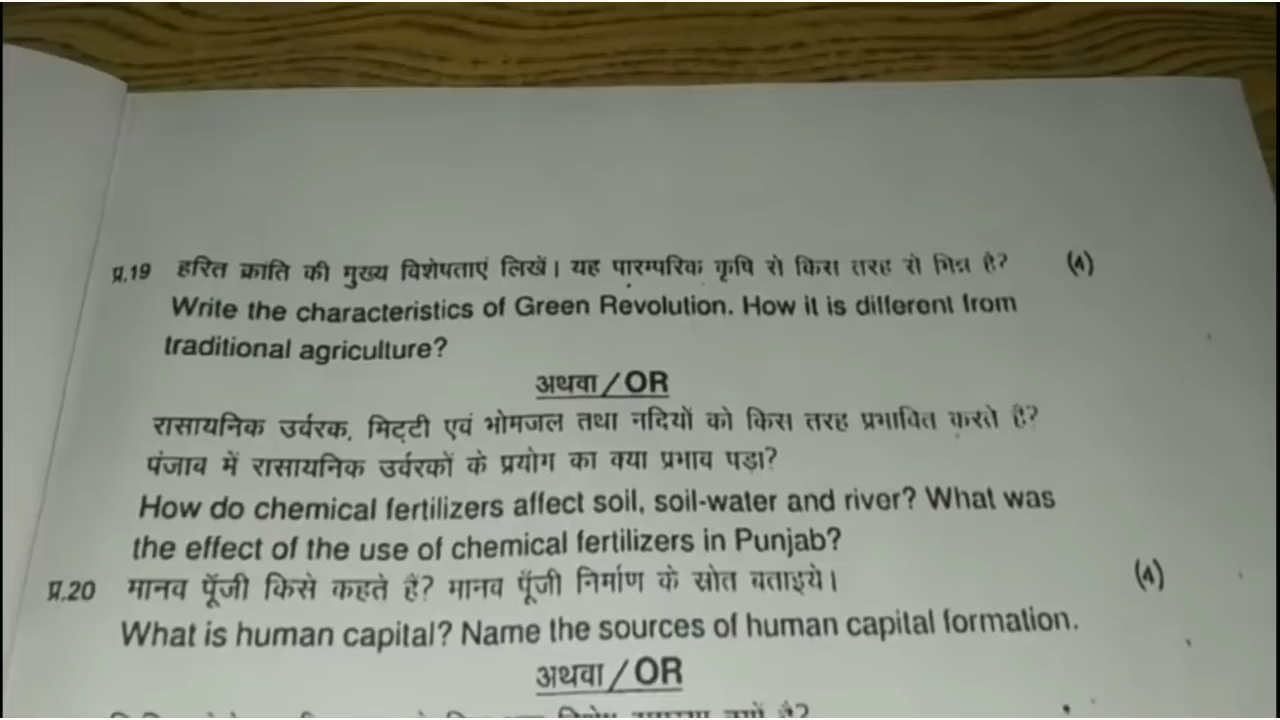 प्र.19 हरित क्रांति की मुख्य विशेषताएं लिखें। यह पारम्परिक कृषि से किस तरह से भिन्न है? (4)
Write the characteristics of Green Revolution. How it is different from
traditional agriculture?
अथवा / OR
रासायनिक उर्वरक, मिट्टी एवं भोमजल तथा नदियों को किस तरह प्रभावित करते हैं?
पंजाव में रासायनिक उर्वरकों के प्रयोग का क्या प्रभाव पड़ा?
How do chemical fertilizers affect soil, soil-water and river? What was
the effect of the use of chemical fertilizers in Punjab?
प्र.20 मानव पूँजी किसे कहते हैं? मानव पूँजी निर्माण के स्रोत बताइये। (4)
What is human capital? Name the sources of human capital formation.
अथवा / OR